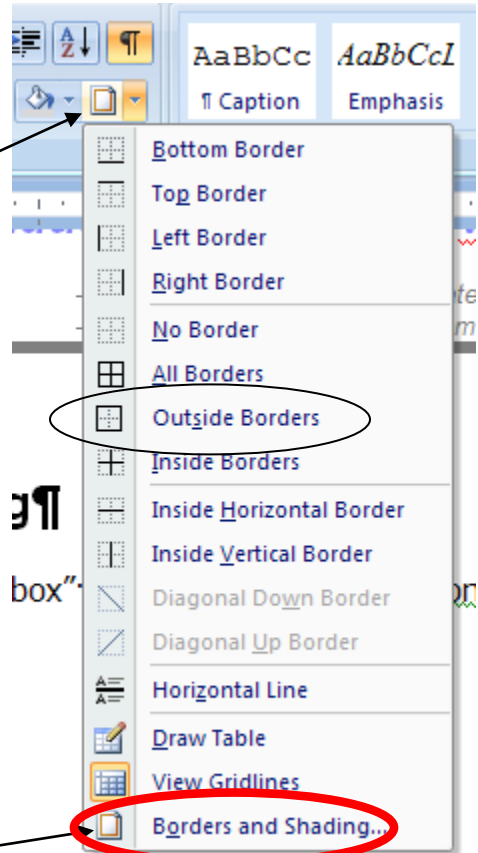 A Z ¶
AaBbCc AaBbCcI
¶ Caption Emphasis
Bottom Border
Top Border
Left Border
Right Border
No Border
All Borders
Outside Borders
Inside Borders
g¶
Inside Horizontal Border
Inside Vertical Border
box"·
Diagonal Down Border
Diagonal Up Border
Horizontal Line
Draw Table
View Gridlines
Borders and Shading...